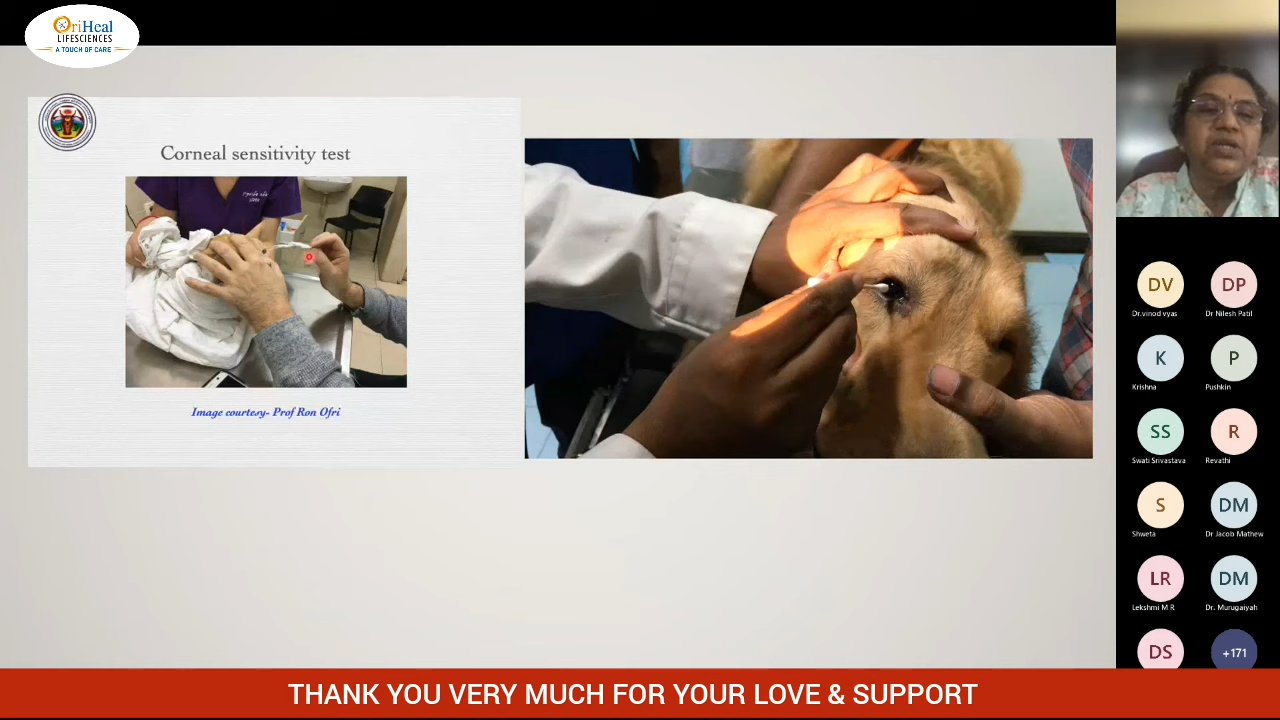 OriHeal
LIFESCIENCES
A TOUCH OF CARE
Corneal sensitivity test
Image courtesy- Prof Ron Ofri
DV
DP
Dr.vinod vyas
Dr Nilesh Patil
K
P
Krishna
Pushkin
SS
R
Swati Srivastava
Revathi
S
DM
Shweta
Dr Jacob Mathew
LR
DM
Lekshmi M R
Dr. Murugaiyah
DS
+171
THANK YOU VERY MUCH FOR YOUR LOVE & SUPPORT